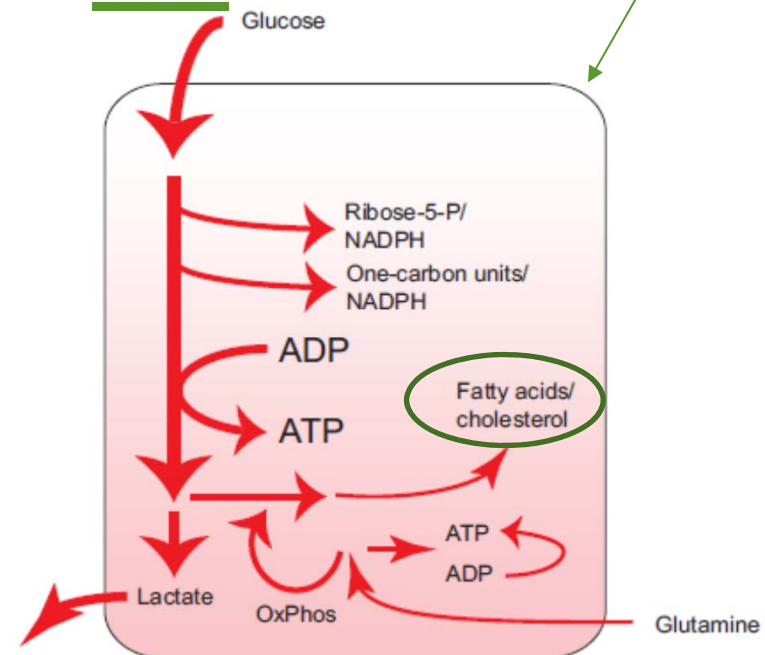 Glucose
Ribose-5-P/
NADPH
One-carbon units/
NADPH
ADP
ATP
Fatty acids/
cholesterol
ATP
ADP
Lactate
OxPhos
Glutamine